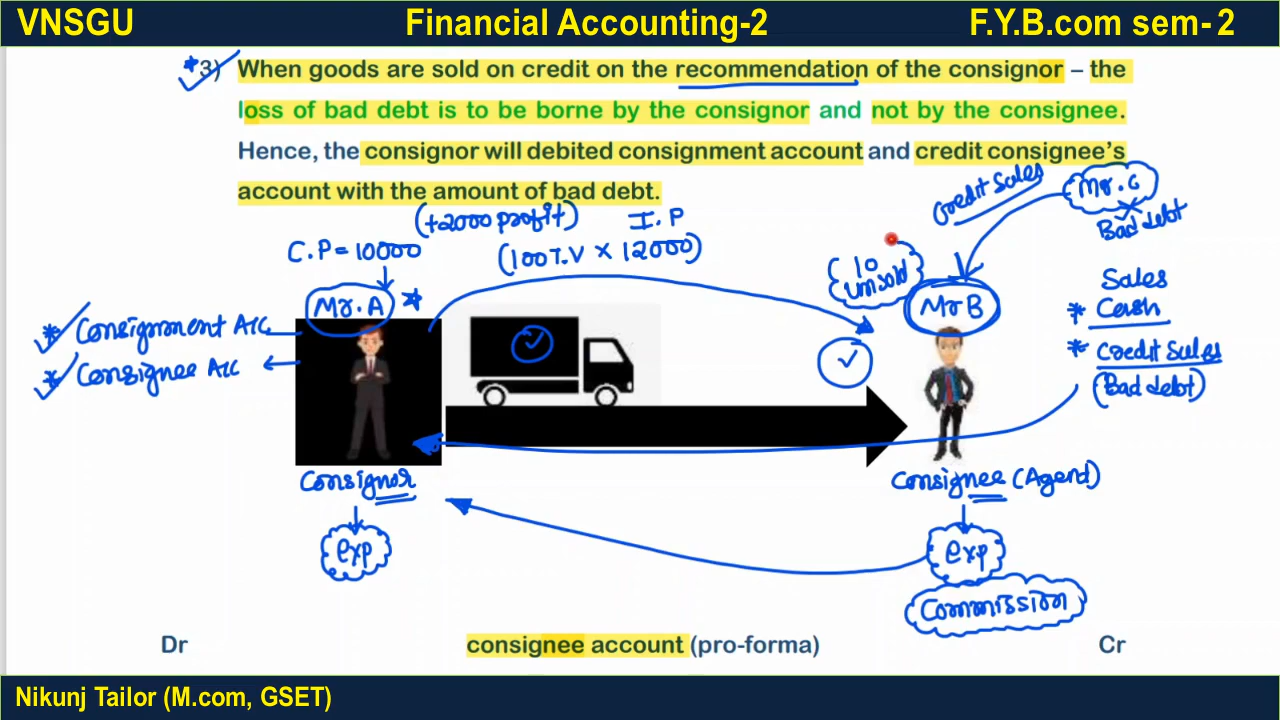 VNSGU Financial Accounting-2 F.Y.B.com sem- 2
*3) When goods are sold on credit on the recommendation of the consignor – the
loss of bad debt is to be borne by the consignor and not by the consignee.
Hence, the consignor will debited consignment account and credit consignee's
account with the amount of bad debt.
(+2000 profit) I.P
Credit Sales
Mr. C
Bad debt
C.P = 10000
(100T.V × 12000)
(10
unsold)
Mr. A *
Mr B
Sales
* Cash
* Credit Sales
(Bad debt)
* Consignment A/c
* Consignee A/c
Consignor
Consignee (Agend)
exp
exp
Commission
Dr consignee account (pro-forma) Cr
Nikunj Tailor (M.com, GSET)